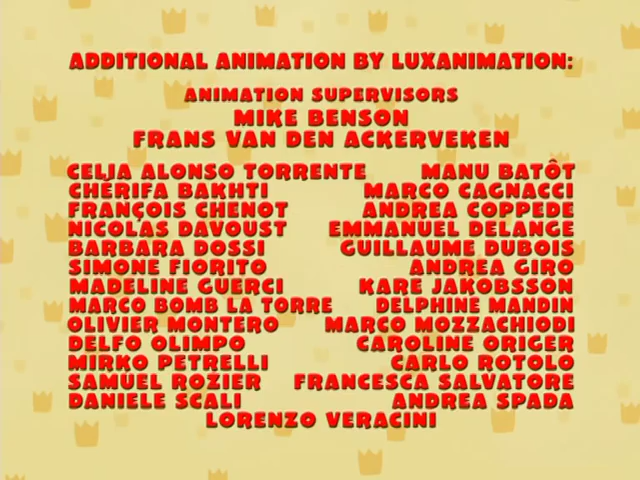 ADDITIONAL ANIMATION BY LUXANIMATION:
ANIMATION SUPERVISORS
MIKE BENSON
FRANS VAN DEN ACKERVEKEN
CELIA ALONSO TORRENTE MANU BATÔT
CHÉRIFA BAKHTI MARCO CAGNACCI
FRANÇOIS CHENOT ANDREA COPPEDE
NICOLAS DAVOUST EMMANUEL DELANGE
BARBARA DOSSI GUILLAUME DUBOIS
SIMONE FIORITO ANDREA GIRO
MADELINE GUERCI KARE JAKOBSSON
MARCO BOMB LA TORRE DELPHINE MANDIN
OLIVIER MONTERO MARCO MOZZACHIODI
DELFO OLIMPO CAROLINE ORIGER
MIRKO PETRELLI CARLO ROTOLO
SAMUEL ROZIER FRANCESCA SALVATORE
DANIELE SCALI ANDREA SPADA
LORENZO VERACINI